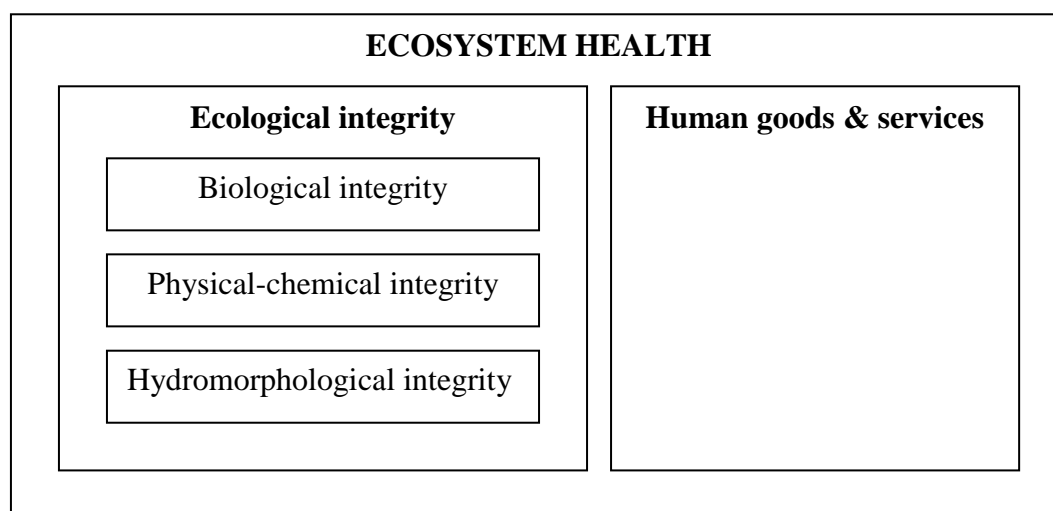 ECOSYSTEM HEALTH
Ecological integrity
Biological integrity
Physical-chemical integrity
Hydromorphological integrity
Human goods & services